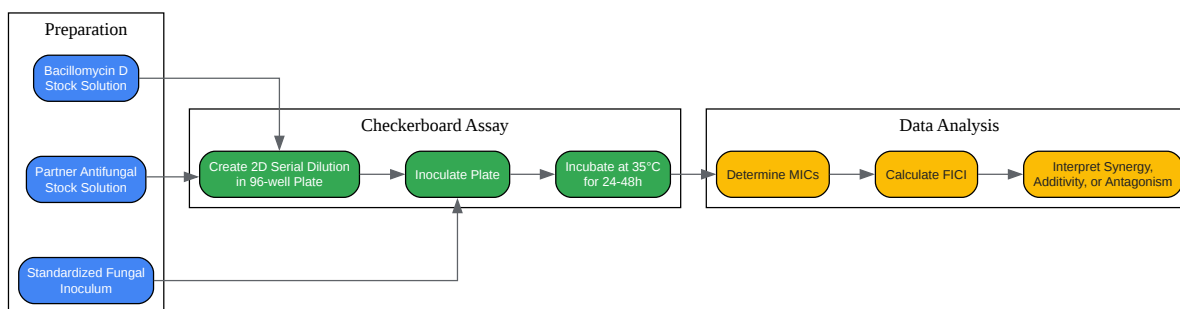 Preparation
Bacillomycin D
Stock Solution
Partner Antifungal
Stock Solution
Standardized Fungal
Inoculum
Checkerboard Assay
Create 2D Serial Dilution
in 96-well Plate
Inoculate Plate
Incubate at 35°C
for 24-48h
Data Analysis
Determine MICs
Calculate FICI
Interpret Synergy,
Additivity, or Antagonism